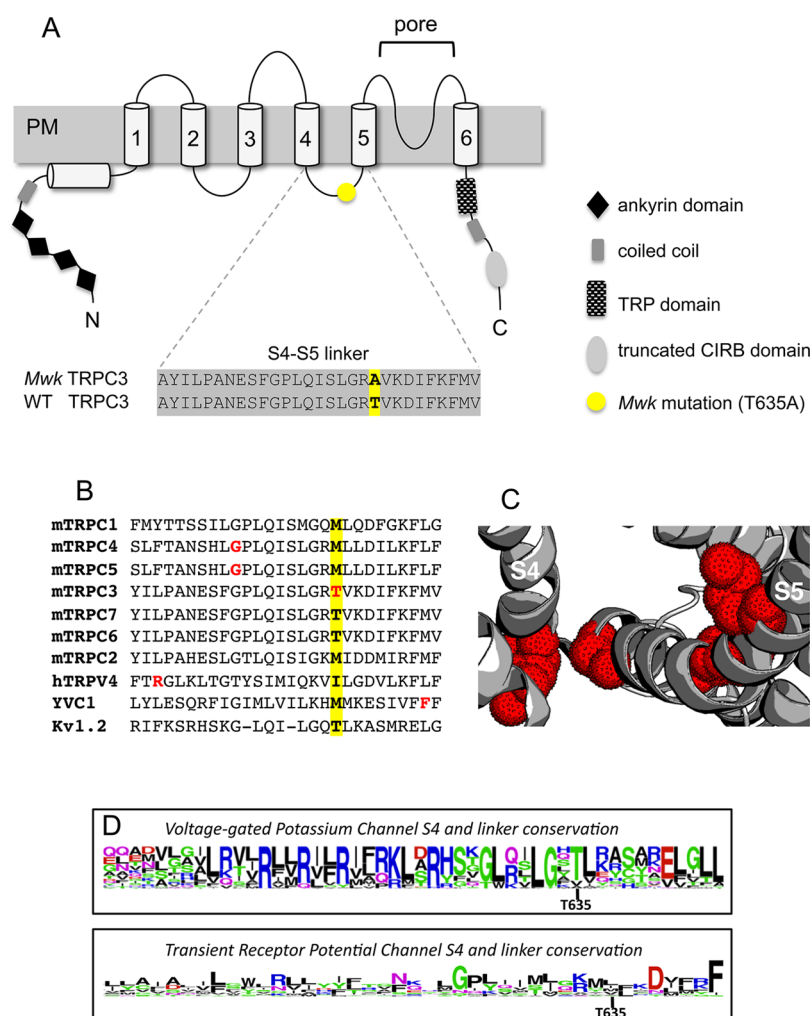 A
pore
PM
1
2
3
4
5
6
N
C
ankyrin domain
coiled coil
TRP domain
truncated CIRB domain
Mwk mutation (T635A)
S4-S5 linker
Mwk TRPC3 AYILPANESFGPLQISLGRAVKDIFKFMV
WT TRPC3 AYILPANESFGPLQISLGRTVKDIFKFMV
B
mTRPC1 FMYTTSSILGPLQISMGQMLQDFGKFLG
mTRPC4 SLFTANSHLGPLQISLGRMLLDILKFLF
mTRPC5 SLFTANSHLGPLQISLGRMLLDILKFLF
mTRPC3 YILPANESFGPLQISLGRTVKDIFKFMV
mTRPC7 YILPANESFGPLQISLGRTVKDIFKFMV
mTRPC6 YILPANESFGPLQISLGRTVKDIFKFMV
mTRPC2 YILPAHESLGTLQISIGKMIDDMIRFMF
hTRPV4 FTRGLKLTGTYSIMIQKVILGDVLKFLF
YVC1 LYLESQRFIGIMLVILKHMMKESIVFFF
Kv1.2 RIFKSRHSKG-LQI-LGQTLKASMRELG
C
S4
S5
D
Voltage-gated Potassium Channel S4 and linker conservation
T635
Transient Receptor Potential Channel S4 and linker conservation
T635